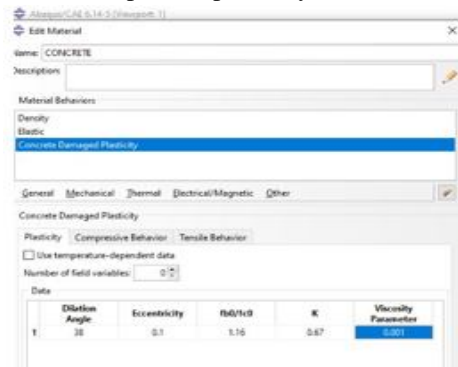 Abaqus/CAE 6.14-5 [Viewport: 1]
Edit Material
Name: CONCRETE
Description:
Material Behaviors
Density
Elastic
Concrete Damaged Plasticity
General Mechanical Thermal Electrical/Magnetic Other
Concrete Damaged Plasticity
Plasticity Compressive Behavior Tensile Behavior
Use temperature-dependent data
Number of field variables: 0
Data
Dilation Angle Eccentricity fb0/fc0 K Viscosity Parameter
1 38 0.1 1.16 0.67 0.001